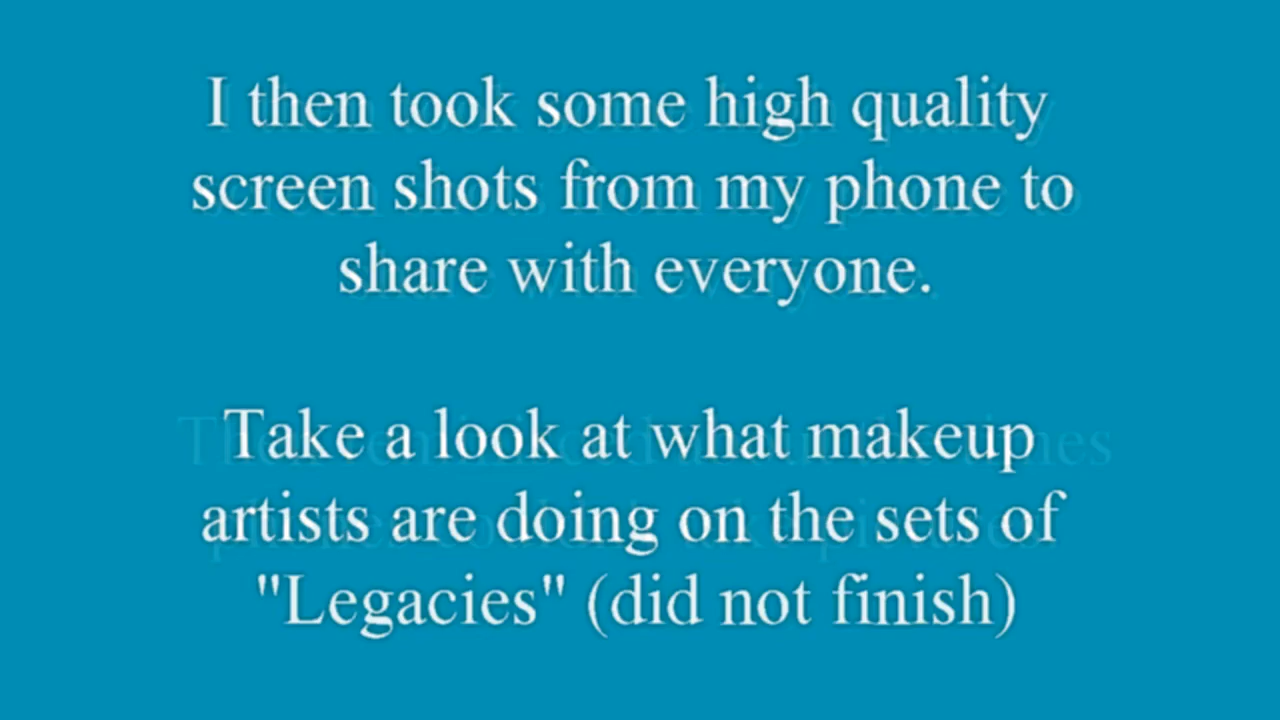 I then took some high quality
screen shots from my phone to
share with everyone.
Take a look at what makeup
artists are doing on the sets of
"Legacies" (did not finish)